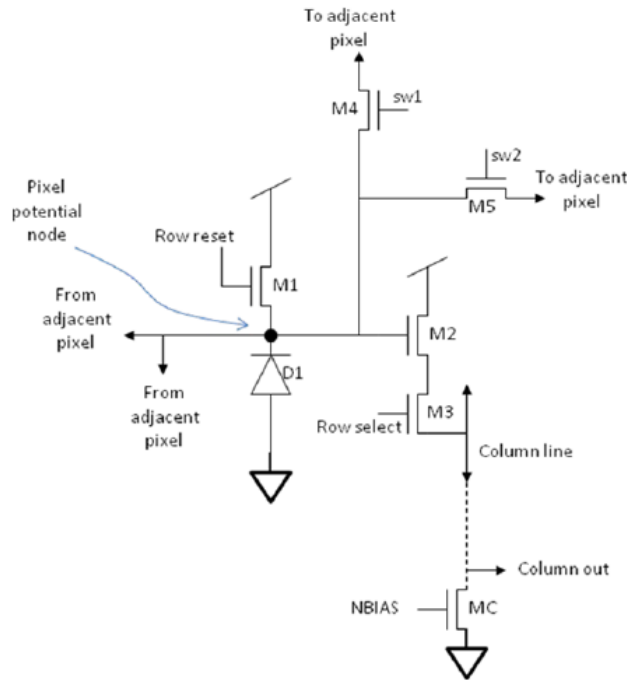 To adjacent
pixel
M4
sw1
sw2
To adjacent
pixel
M5
Pixel
potential
node
Row reset
M1
From
adjacent
pixel
M2
D1
From
adjacent
pixel
M3
Row select
Column line
Column out
NBIAS
MC